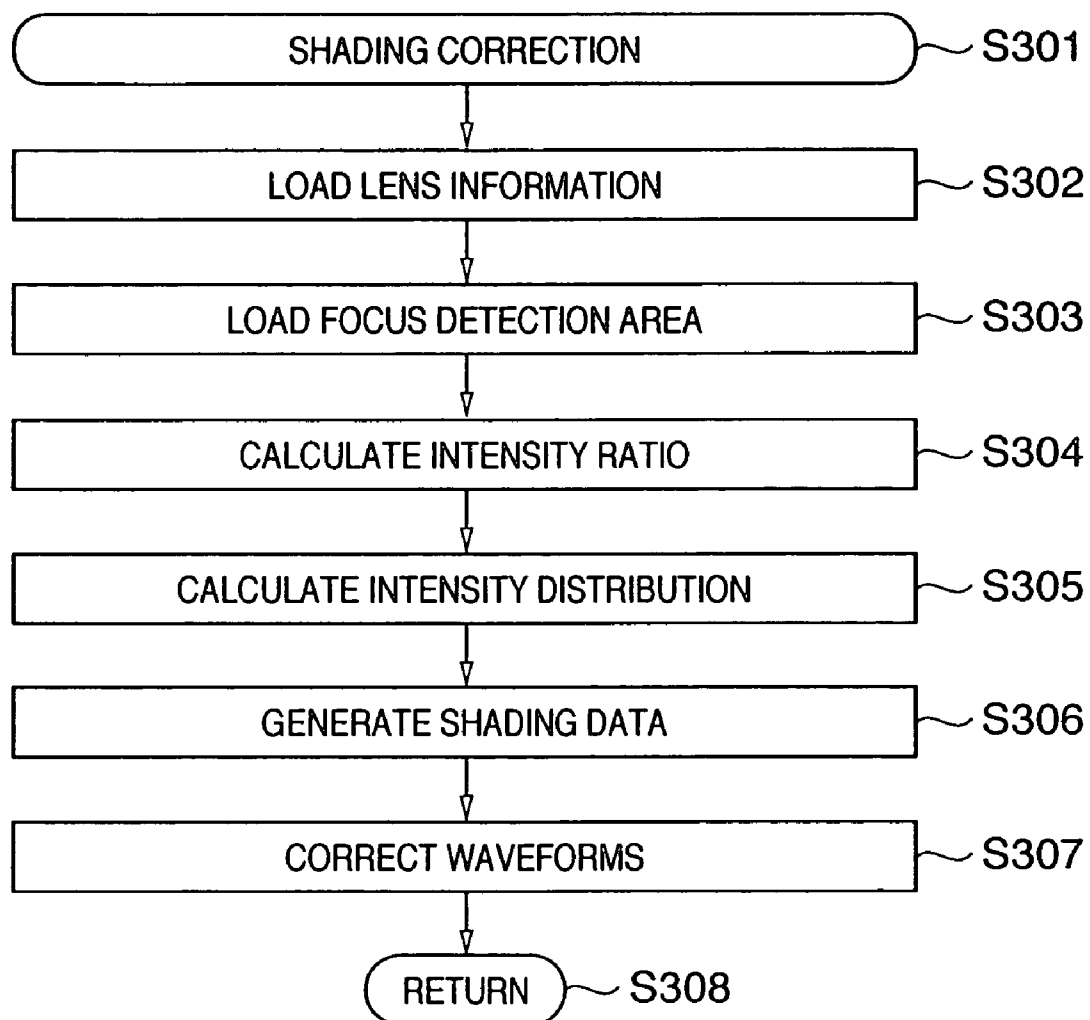 SHADING CORRECTION S301
LOAD LENS INFORMATION S302
LOAD FOCUS DETECTION AREA S303
CALCULATE INTENSITY RATIO S304
CALCULATE INTENSITY DISTRIBUTION S305
GENERATE SHADING DATA S306
CORRECT WAVEFORMS S307
RETURN S308